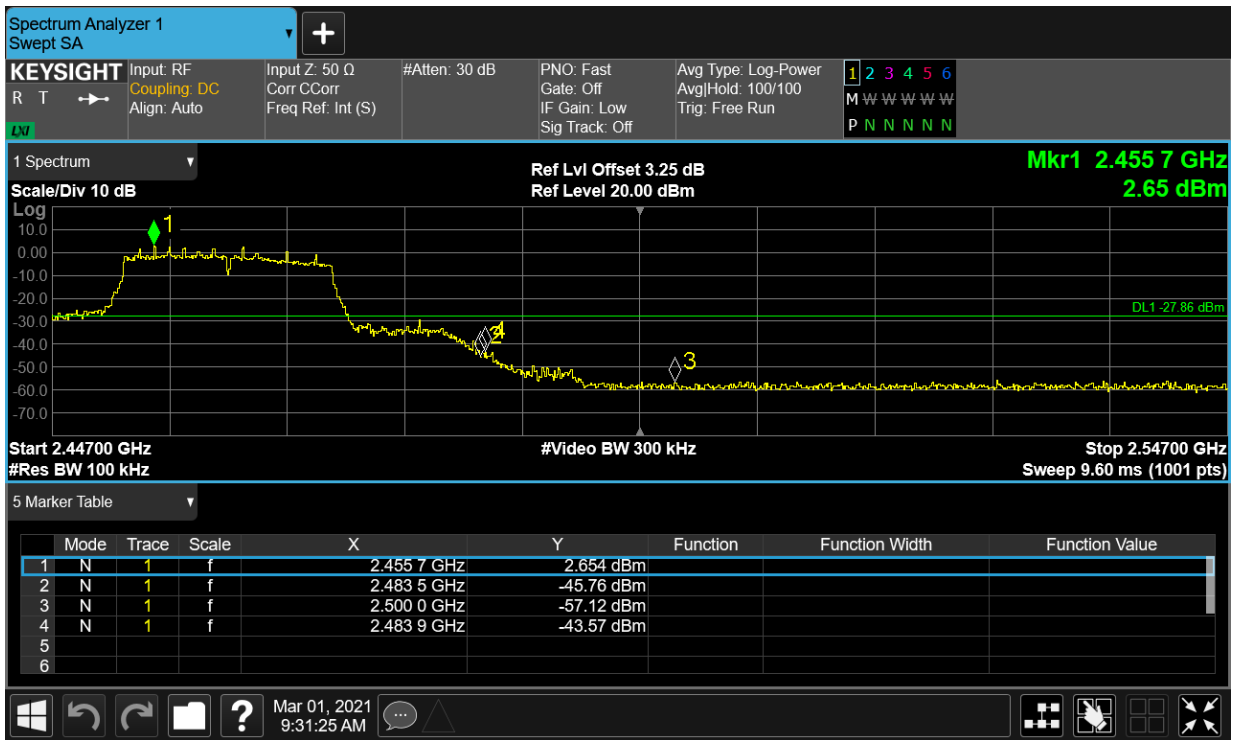 Spectrum Analyzer 1
Swept SA
+
KEYSIGHT
R T
LXI
Input: RF
Coupling: DC
Align: Auto
Input Z: 50 Ω
Corr CCorr
Freq Ref: Int (S)
#Atten: 30 dB
PNO: Fast
Gate: Off
IF Gain: Low
Sig Track: Off
Avg Type: Log-Power
Avg|Hold: 100/100
Trig: Free Run
1 2 3 4 5 6
M W W W W W
P N N N N N
1 Spectrum
Scale/Div 10 dB
Ref Lvl Offset 3.25 dB
Ref Level 20.00 dBm
Mkr1 2.455 7 GHz
2.65 dBm
Log
10.0
0.00
-10.0
-20.0
-30.0
-40.0
-50.0
-60.0
-70.0
1
2
4
3
DL1 -27.86 dBm
Start 2.44700 GHz
#Res BW 100 kHz
#Video BW 300 kHz
Stop 2.54700 GHz
Sweep 9.60 ms (1001 pts)
5 Marker Table
Mode Trace Scale X Y Function Function Width Function Value
1 N 1 f 2.455 7 GHz 2.654 dBm
2 N 1 f 2.483 5 GHz -45.76 dBm
3 N 1 f 2.500 0 GHz -57.12 dBm
4 N 1 f 2.483 9 GHz -43.57 dBm
5
6
?
Mar 01, 2021
9:31:25 AM